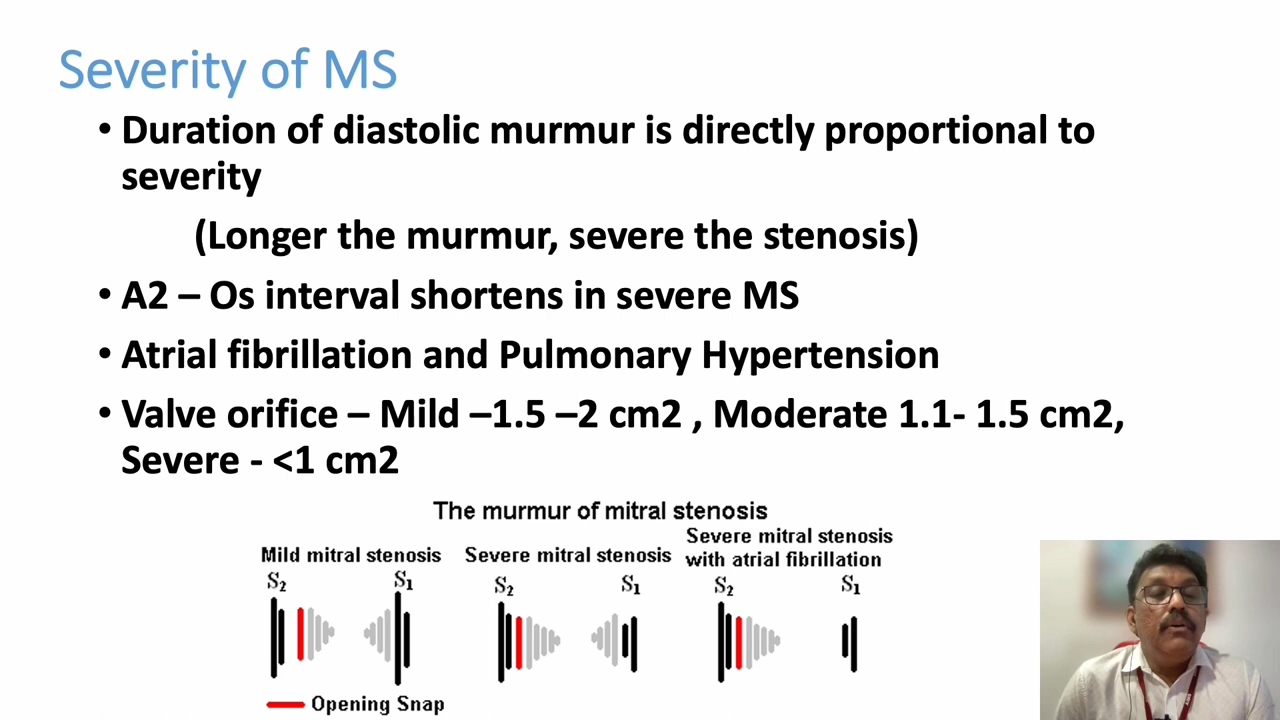 Severity of MS
• Duration of diastolic murmur is directly proportional to
severity
(Longer the murmur, severe the stenosis)
• A2 – Os interval shortens in severe MS
• Atrial fibrillation and Pulmonary Hypertension
• Valve orifice – Mild –1.5 –2 cm2 , Moderate 1.1- 1.5 cm2,
Severe - <1 cm2
The murmur of mitral stenosis
Mild mitral stenosis
S₂ S₁
Severe mitral stenosis
S₂ S₁
Severe mitral stenosis
with atrial fibrillation
S₂ S₁
Opening Snap